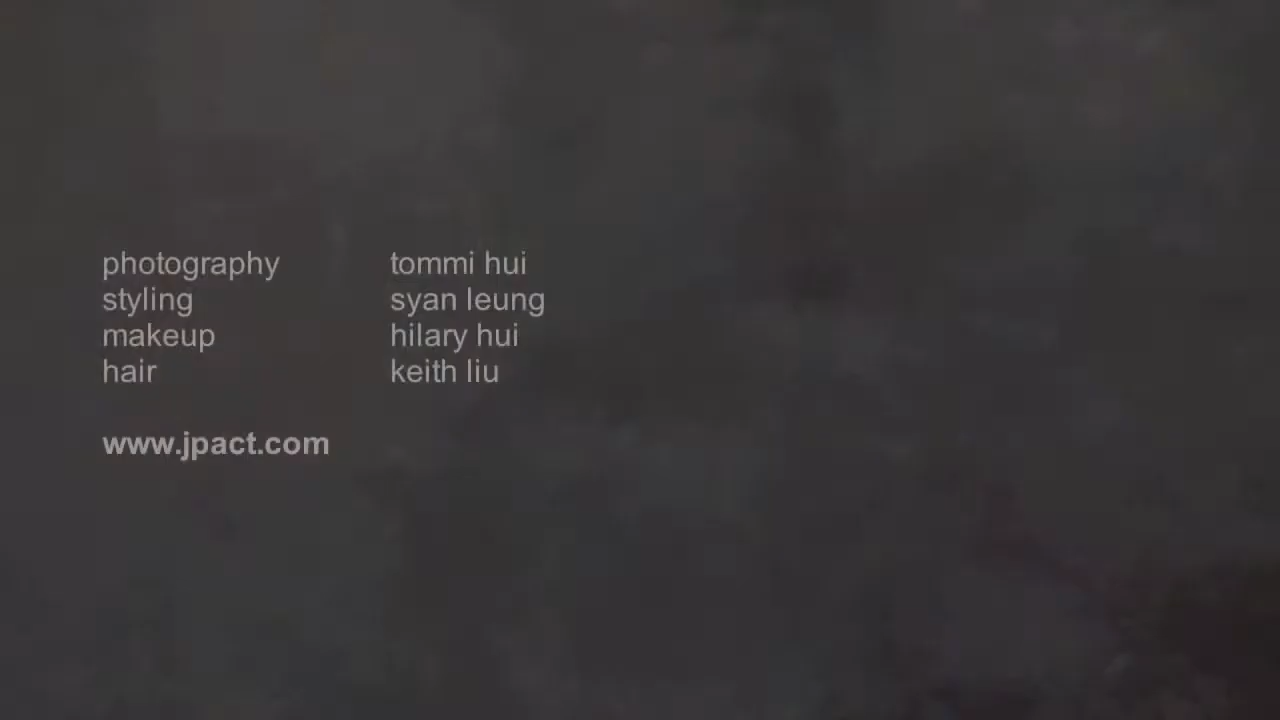 photography tommi hui
styling syan leung
makeup hilary hui
hair keith liu
www.jpact.com